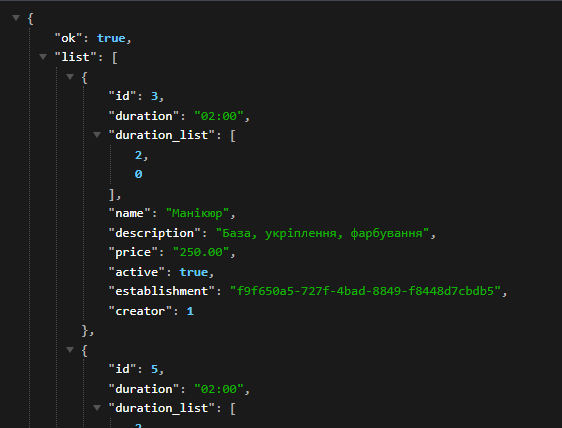 {
"ok": true,
"list": [
{
"id": 3,
"duration": "02:00",
"duration_list": [
2,
0
],
"name": "Манікюр",
"description": "База, укріплення, фарбування",
"price": "250.00",
"active": true,
"establishment": "f9f650a5-727f-4bad-8849-f8448d7cbdb5",
"creator": 1
},
{
"id": 5,
"duration": "02:00",
"duration_list": [